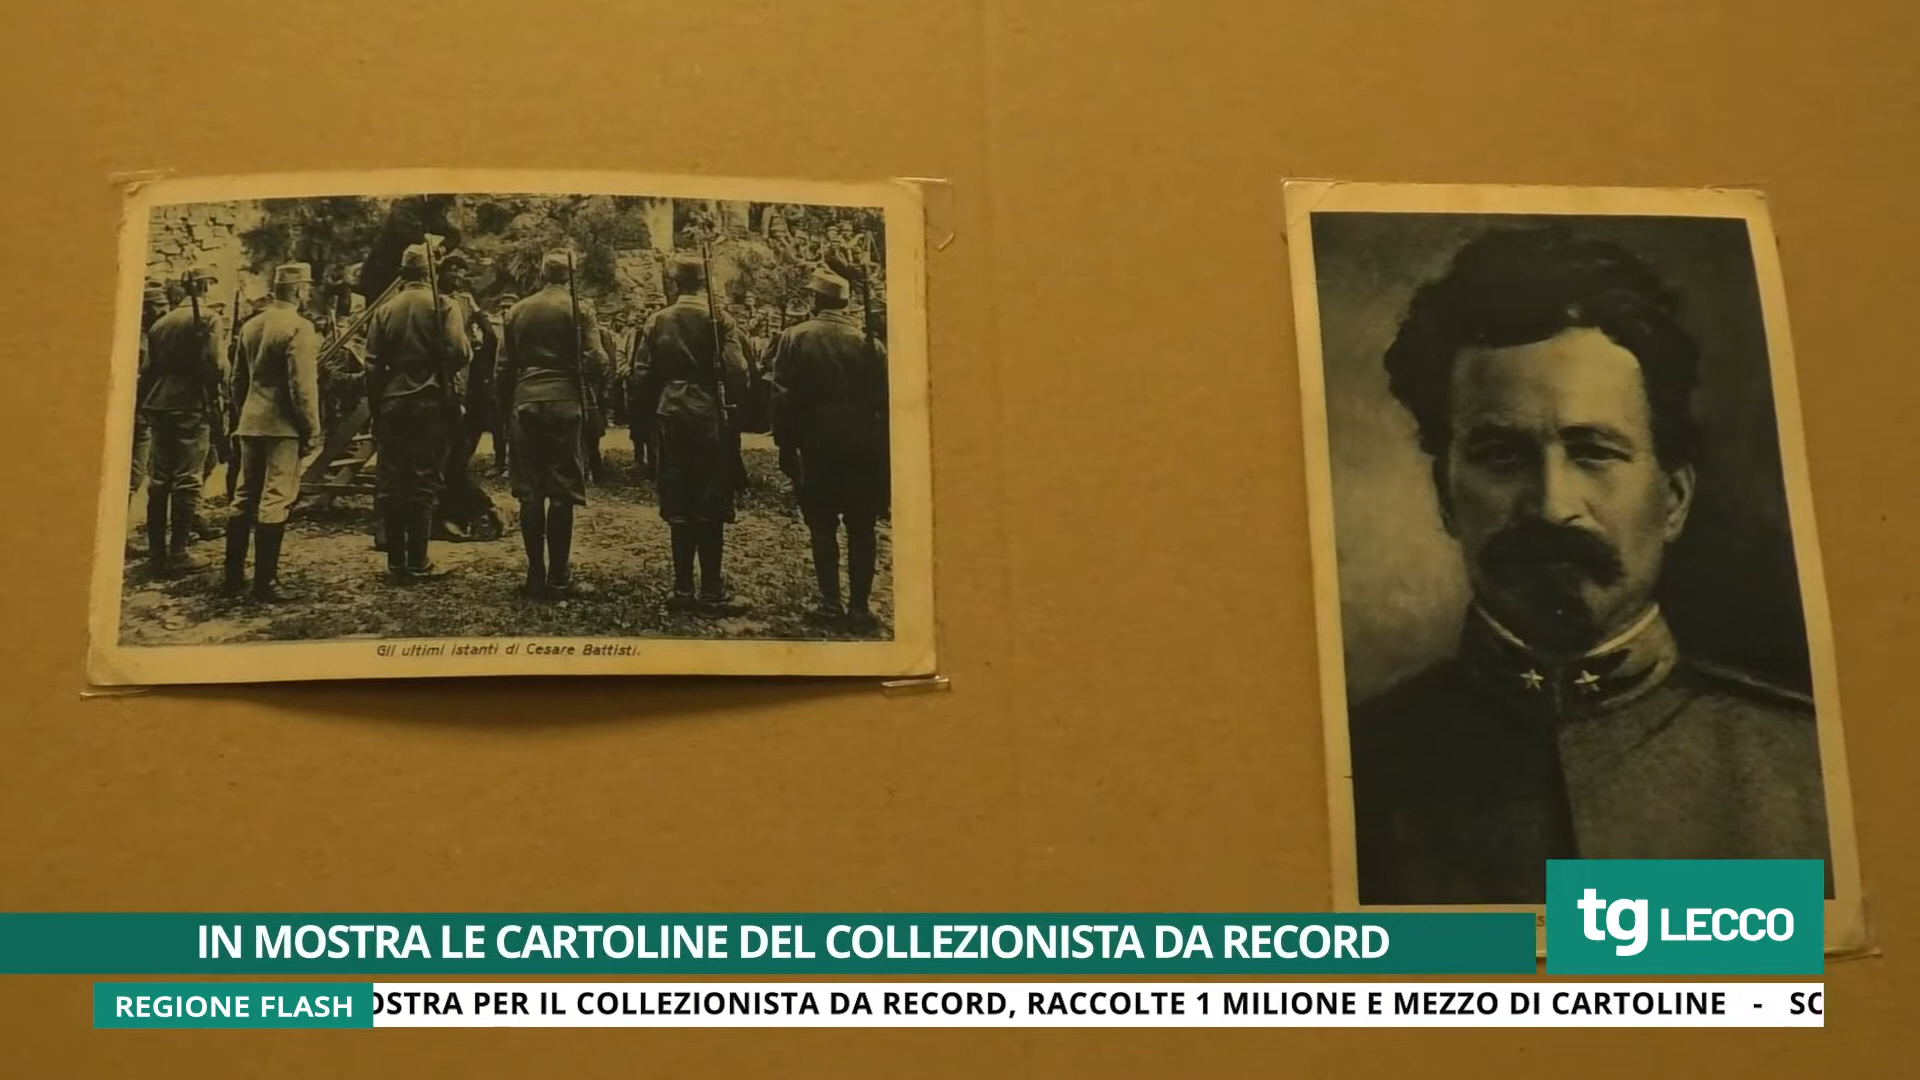 Gli ultimi istanti di Cesare Battisti.
IN MOSTRA LE CARTOLINE DEL COLLEZIONISTA DA RECORD
tg LECCO
REGIONE FLASH
OSTRA PER IL COLLEZIONISTA DA RECORD, RACCOLTE 1 MILIONE E MEZZO DI CARTOLINE - SC